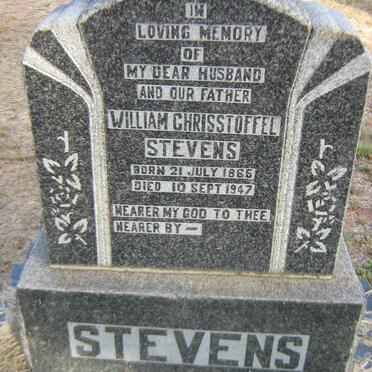 IN
LOVING MEMORY
OF
MY DEAR HUSBAND
AND OUR FATHER
WILLIAM CHRISSTOFFEL
STEVENS
BORN 21 JULY 1866
DIED 10 SEPT 1947
NEARER MY GOD TO THEE
NEARER BY —
STEVENS